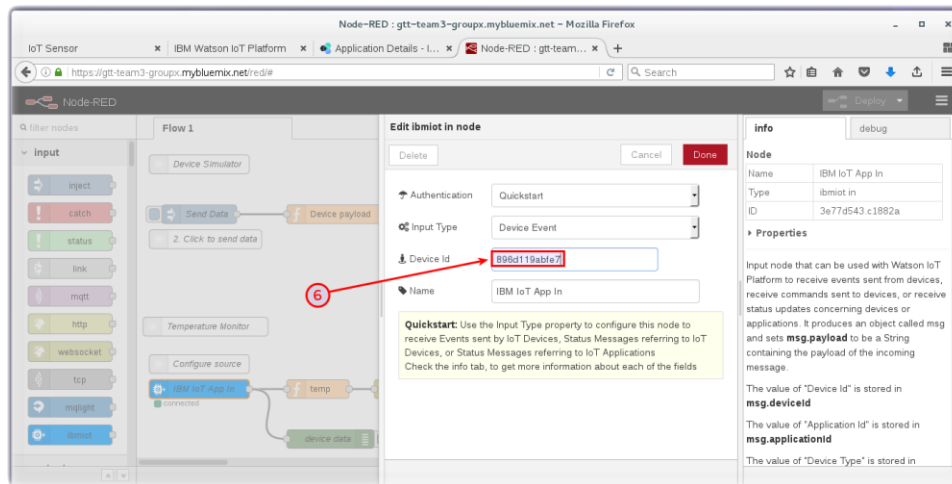 Node-RED : gtt-team3-groupx.mybluemix.net - Mozilla Firefox
IoT Sensor
IBM Watson IoT Platform
Application Details - I...
Node-RED : gtt-team...
https://gtt-team3-groupx.mybluemix.net/red/#
Search
Node-RED
Deploy
filter nodes
input
inject
catch
status
link
mqtt
http
websocket
tcp
mqlight
ibmiot
Flow 1
Device Simulator
Send Data
Device payload
2. Click to send data
Temperature Monitor
Configure source
IBM IoT App In
connected
temp
device data
Edit ibmiot in node
Delete
Cancel
Done
Authentication
Quickstart
Input Type
Device Event
Device Id
896d119abfe7
6
Name
IBM IoT App In
Quickstart: Use the Input Type property to configure this node to
receive Events sent by IoT Devices, Status Messages referring to IoT
Devices, or Status Messages referring to IoT Applications
Check the info tab, to get more information about each of the fields
info
debug
Node
Name IBM IoT App In
Type ibmiot in
ID 3e77d543.c1882a
Properties
Input node that can be used with Watson IoT
Platform to receive events sent from devices,
receive commands sent to devices, or receive
status updates concerning devices or
applications. It produces an object called msg
and sets msg.payload to be a String
containing the payload of the incoming
message.
The value of "Device Id" is stored in
msg.deviceId
The value of "Application Id" is stored in
msg.applicationId
The value of "Device Type" is stored in